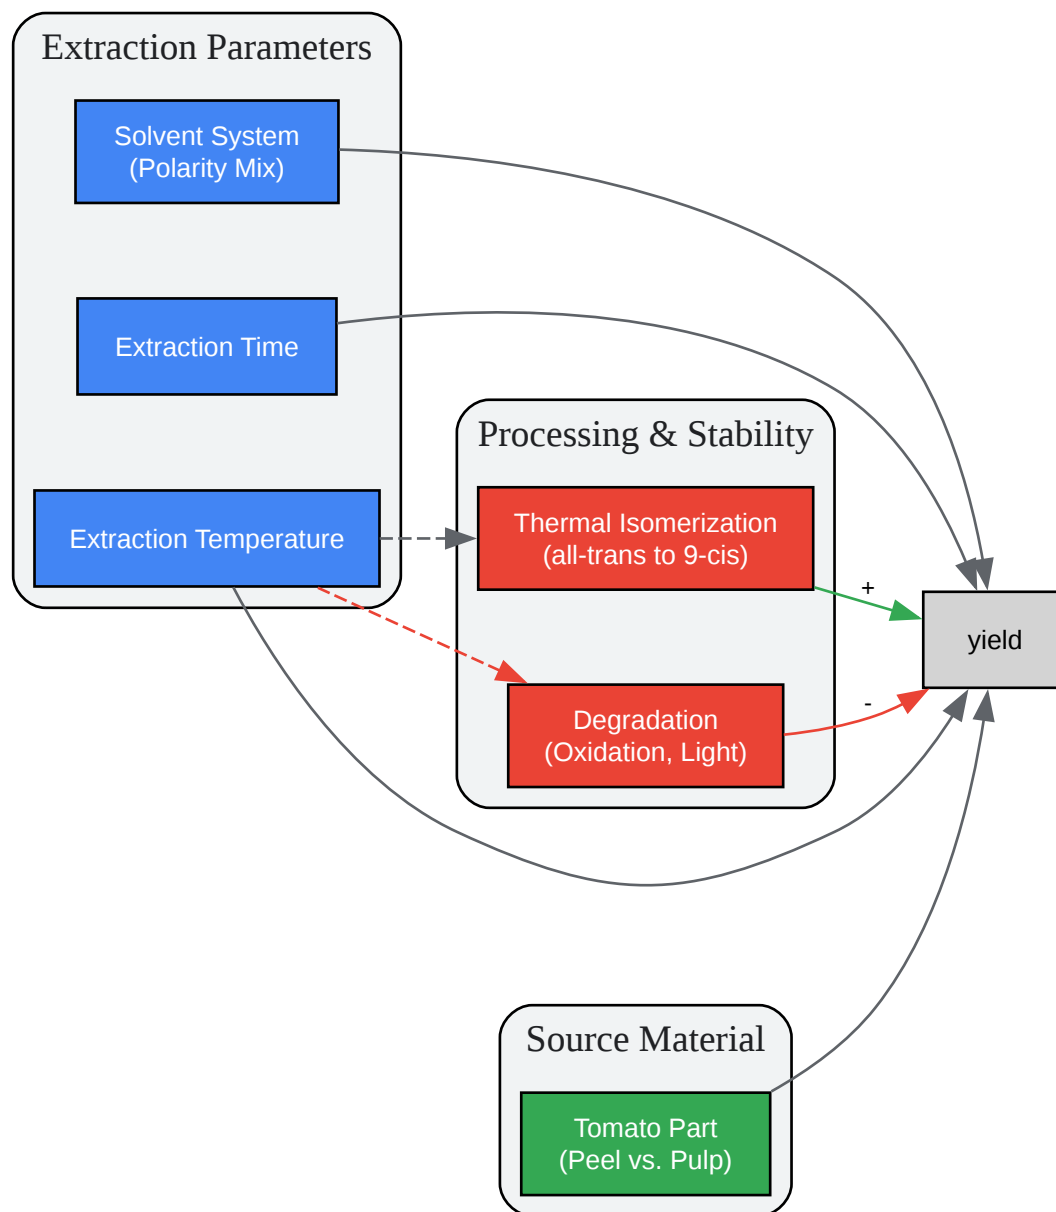 Extraction Parameters
Solvent System
(Polarity Mix)
Extraction Time
Extraction Temperature
Processing & Stability
Thermal Isomerization
(all-trans to 9-cis)
+
yield
Degradation
(Oxidation, Light)
-
Source Material
Tomato Part
(Peel vs. Pulp)